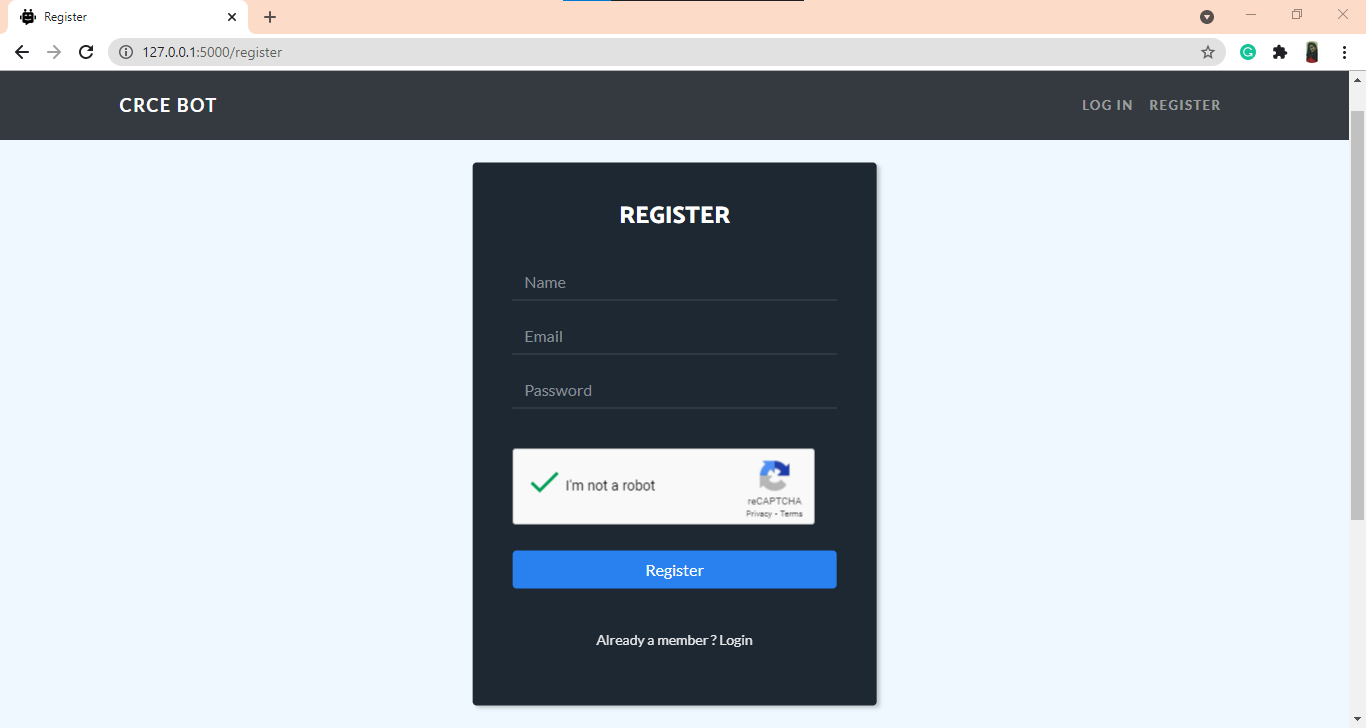 Register
127.0.0.1:5000/register
CRCE BOT
LOG IN REGISTER
REGISTER
Name
Email
Password
I'm not a robot
reCAPTCHA
Privacy - Terms
Register
Already a member ? Login